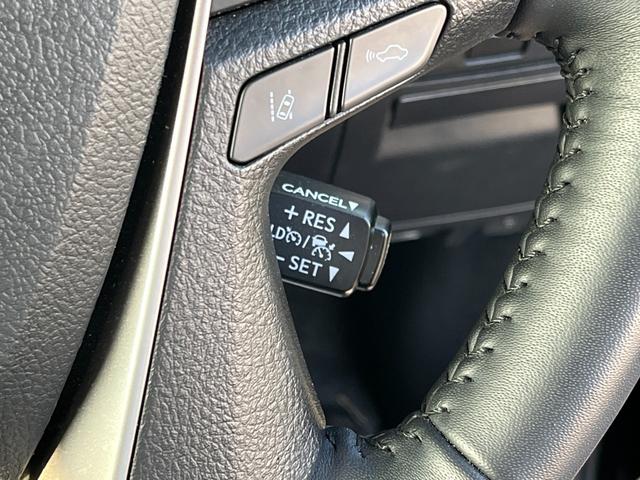 CANCEL▼
+ RES ▲
/ ◀
- SET ▼